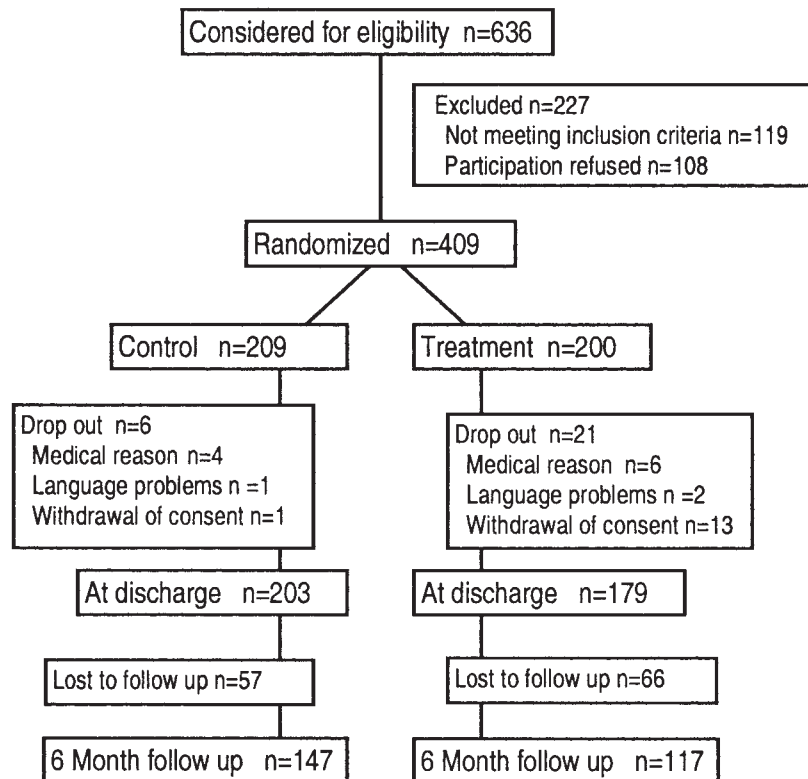 Considered for eligibility n=636
Excluded n=227
Not meeting inclusion criteria n=119
Participation refused n=108
Randomized n=409
Control n=209
Treatment n=200
Drop out n=6
Medical reason n=4
Language problems n =1
Withdrawal of consent n=1
Drop out n=21
Medical reason n=6
Language problems n =2
Withdrawal of consent n=13
At discharge n=203
At discharge n=179
Lost to follow up n=57
Lost to follow up n=66
6 Month follow up n=147
6 Month follow up n=117